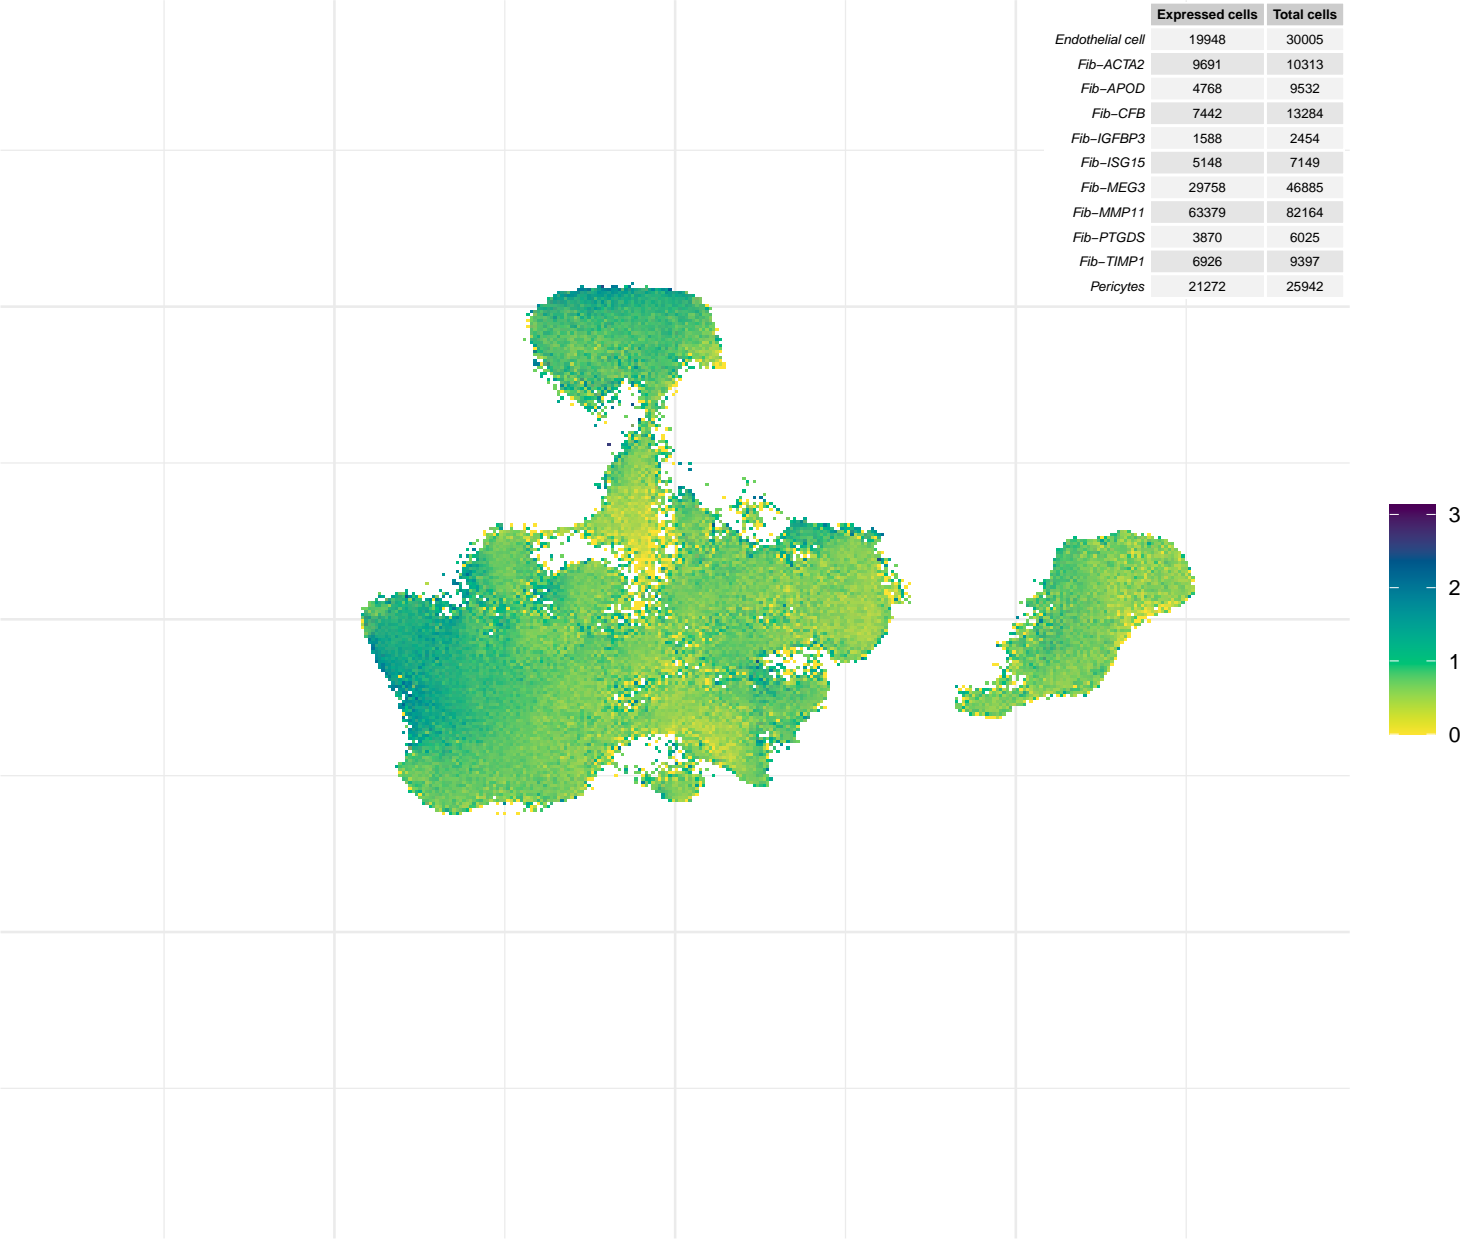 Expressed cells Total cells
Endothelial cell 19948 30005
Fib−ACTA2 9691 10313
Fib−APOD 4768 9532
Fib−CFB 7442 13284
Fib−IGFBP3 1588 2454
Fib−ISG15 5148 7149
Fib−MEG3 29758 46885
Fib−MMP11 63379 82164
Fib−PTGDS 3870 6025
Fib−TIMP1 6926 9397
Pericytes 21272 25942
3
2
1
0